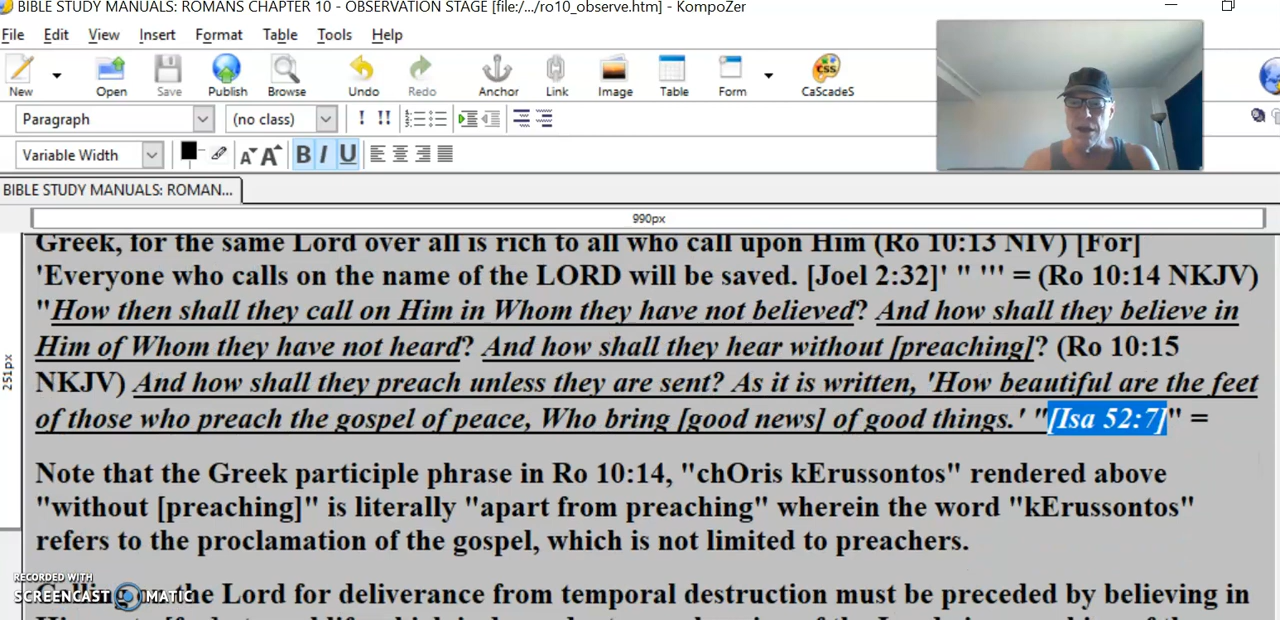 BIBLE STUDY MANUALS: ROMANS CHAPTER 10 - OBSERVATION STAGE [file:/.../ro10_observe.htm] - KompoZer
File Edit View Insert Format Table Tools Help
New Open Save Publish Browse Undo Redo Anchor Link Image Table Form CaScadeS
Paragraph (no class) ! !!
Variable Width A A B I U
BIBLE STUDY MANUALS: ROMAN...
990px
251px
Greek, for the same Lord over all is rich to all who call upon Him (Ro 10:13 NIV) [For]
'Everyone who calls on the name of the LORD will be saved. [Joel 2:32]' " ''' = (Ro 10:14 NKJV)
"How then shall they call on Him in Whom they have not believed? And how shall they believe in
Him of Whom they have not heard? And how shall they hear without [preaching]? (Ro 10:15
NKJV) And how shall they preach unless they are sent? As it is written, 'How beautiful are the feet
of those who preach the gospel of peace, Who bring [good news] of good things.' "[Isa 52:7]" =
Note that the Greek participle phrase in Ro 10:14, "chOris kErussontos" rendered above
"without [preaching]" is literally "apart from preaching" wherein the word "kErussontos"
refers to the proclamation of the gospel, which is not limited to preachers.
RECORDED WITH
SCREENCAST MATIC
Calling on the Lord for deliverance from temporal destruction must be preceded by believing in